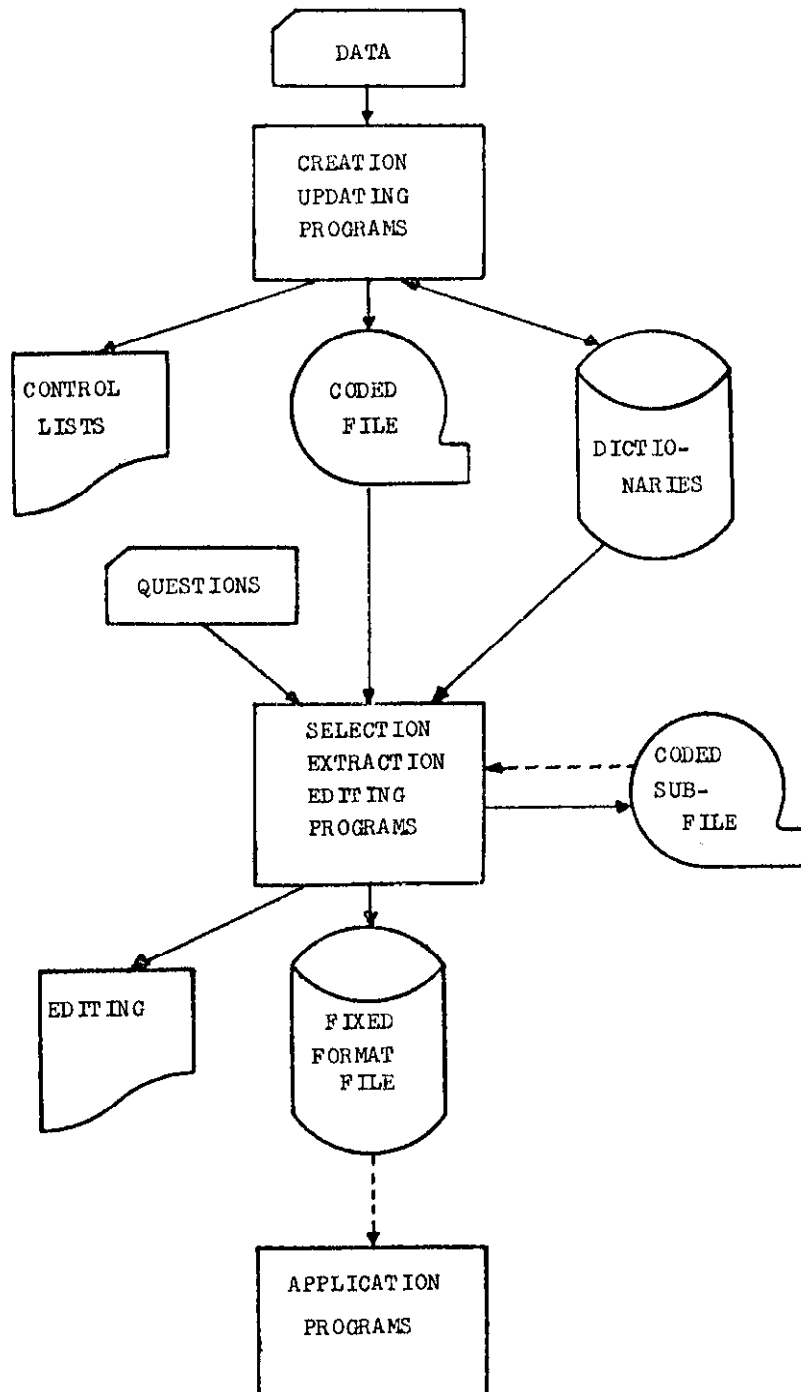 DATA
CREATION
UPDATING
PROGRAMS
CONTROL
LISTS
CODED
FILE
DICTIO-
NARIES
QUESTIONS
SELECTION
EXTRACTION
EDITING
PROGRAMS
CODED
SUB-
FILE
EDITING
FIXED
FORMAT
FILE
APPLICATION
PROGRAMS